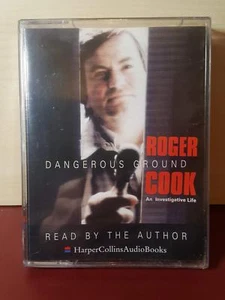 ROGER
DANGEROUS GROUND
COOK
An Investigative Life
READ BY THE AUTHOR
HarperCollinsAudioBooks